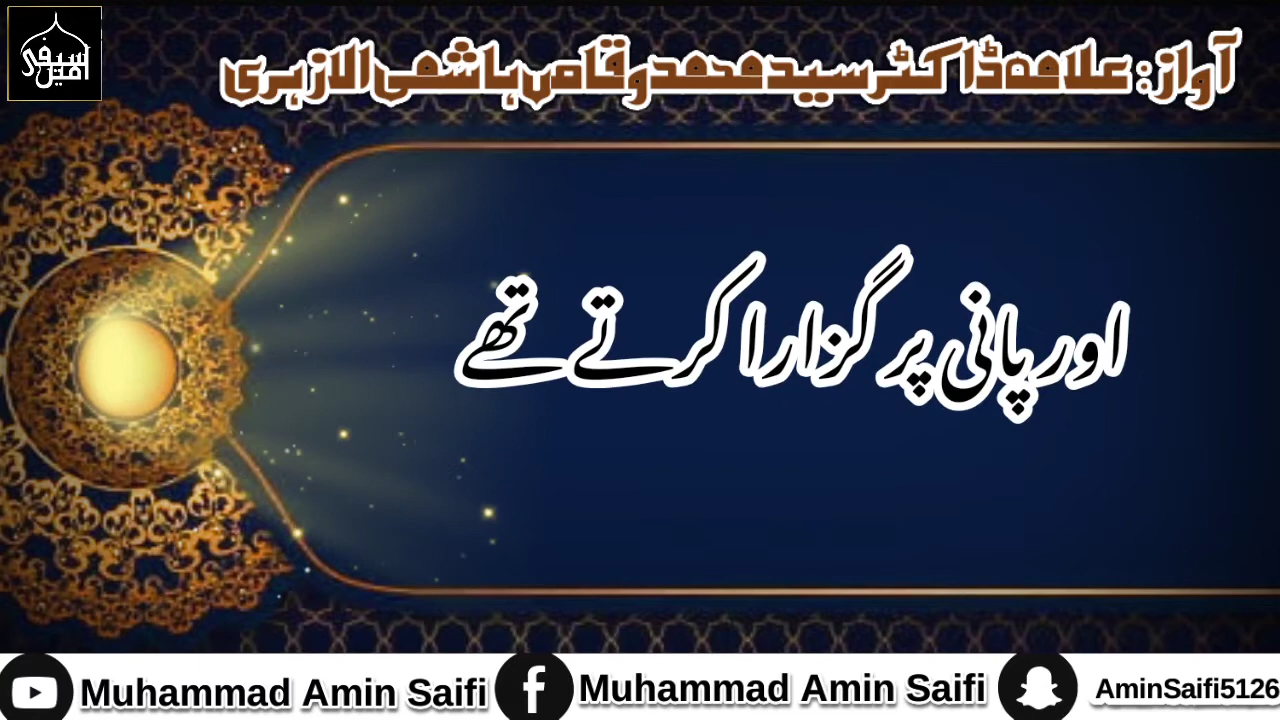 امین سیفی
آواز: علامہ ڈاکٹر سید محمد وقاص ہاشمی الازہری
اور پانی پر گزارا کرتے تھے
Muhammad Amin Saifi
Muhammad Amin Saifi
AminSaifi5126